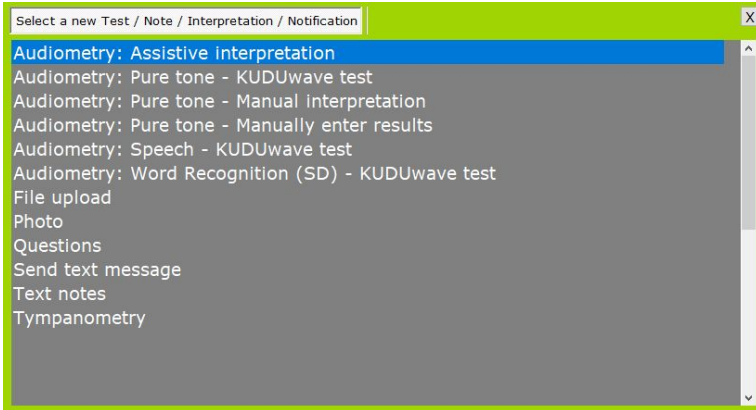 Select a new Test / Note / Interpretation / Notification
X
Audiometry: Assistive interpretation
Audiometry: Pure tone - KUDUwave test
Audiometry: Pure tone - Manual interpretation
Audiometry: Pure tone - Manually enter results
Audiometry: Speech - KUDUwave test
Audiometry: Word Recognition (SD) - KUDUwave test
File upload
Photo
Questions
Send text message
Text notes
Tympanometry